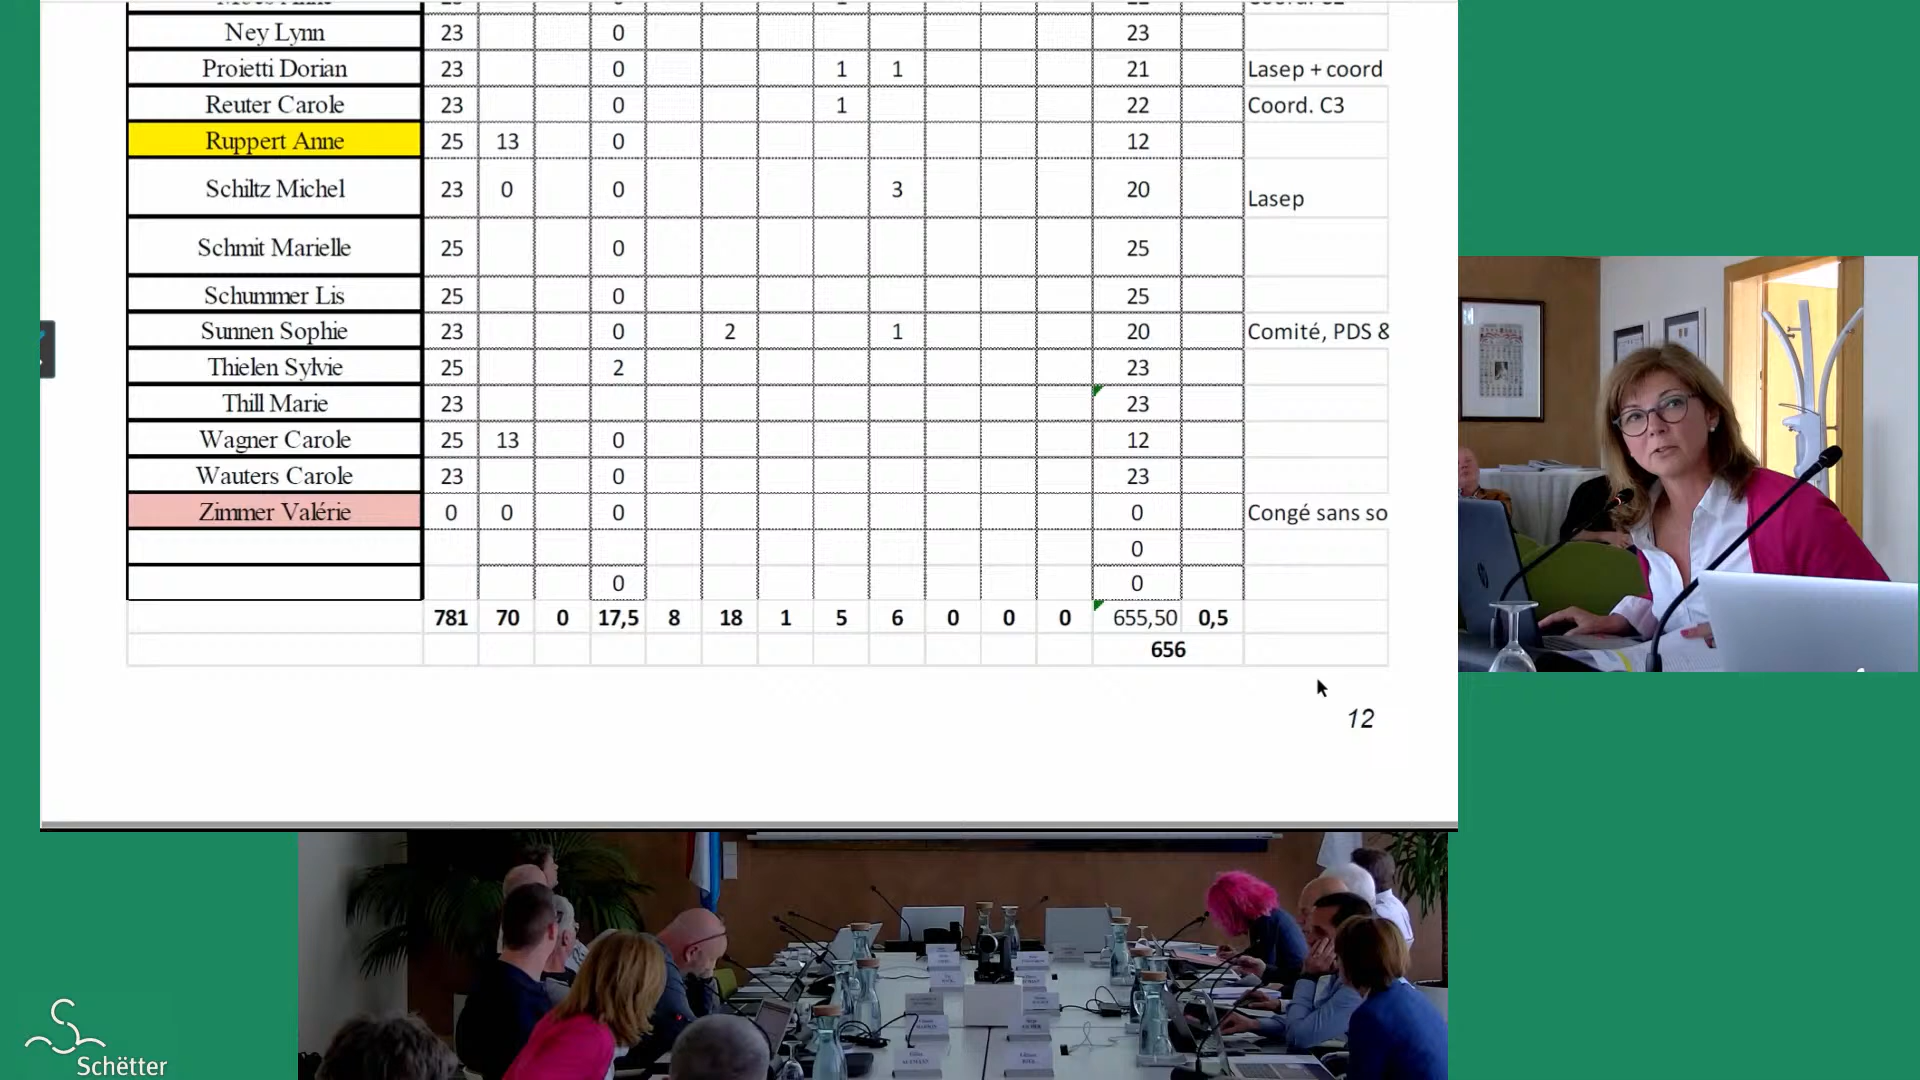 Ney Lynn 23 0 23
Proietti Dorian 23 0 1 1 21 Lasep + coord
Reuter Carole 23 0 1 22 Coord. C3
Ruppert Anne 25 13 0 12
Schiltz Michel 23 0 0 3 20 Lasep
Schmit Marielle 25 0 25
Schummer Lis 25 0 25
Sunnen Sophie 23 0 2 1 20 Comité, PDS &
Thielen Sylvie 25 2 23
Thill Marie 23 23
Wagner Carole 25 13 0 12
Wauters Carole 23 0 23
Zimmer Valérie 0 0 0 0 Congé sans so
0
0 0
781 70 0 17,5 8 18 1 5 6 0 0 0 655,50 0,5
656
12
Schëtter